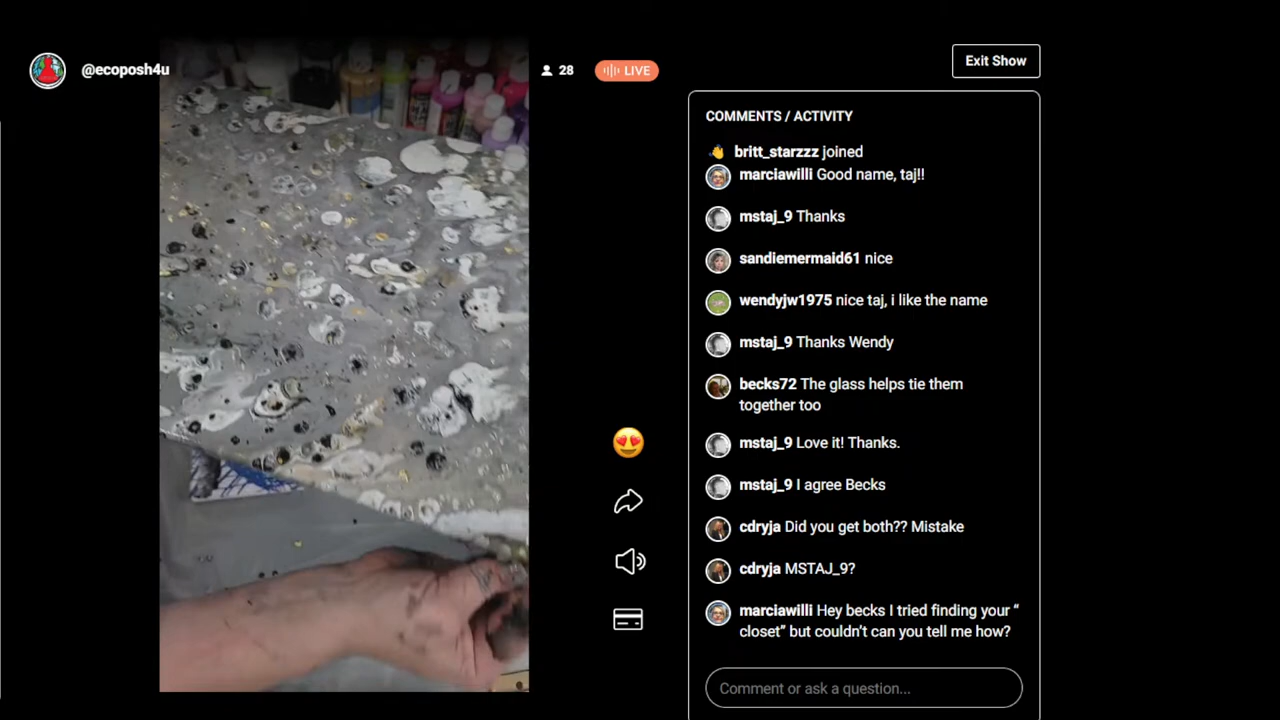 @ecoposh4u
28
LIVE
Exit Show
COMMENTS / ACTIVITY
britt_starzzz joined
marciawilli Good name, taj!!
mstaj_9 Thanks
sandiemermaid61 nice
wendyjw1975 nice taj, i like the name
mstaj_9 Thanks Wendy
becks72 The glass helps tie them
together too
mstaj_9 Love it! Thanks.
mstaj_9 I agree Becks
cdryja Did you get both?? Mistake
cdryja MSTAJ_9?
marciawilli Hey becks I tried finding your “
closet” but couldn’t can you tell me how?
Comment or ask a question...